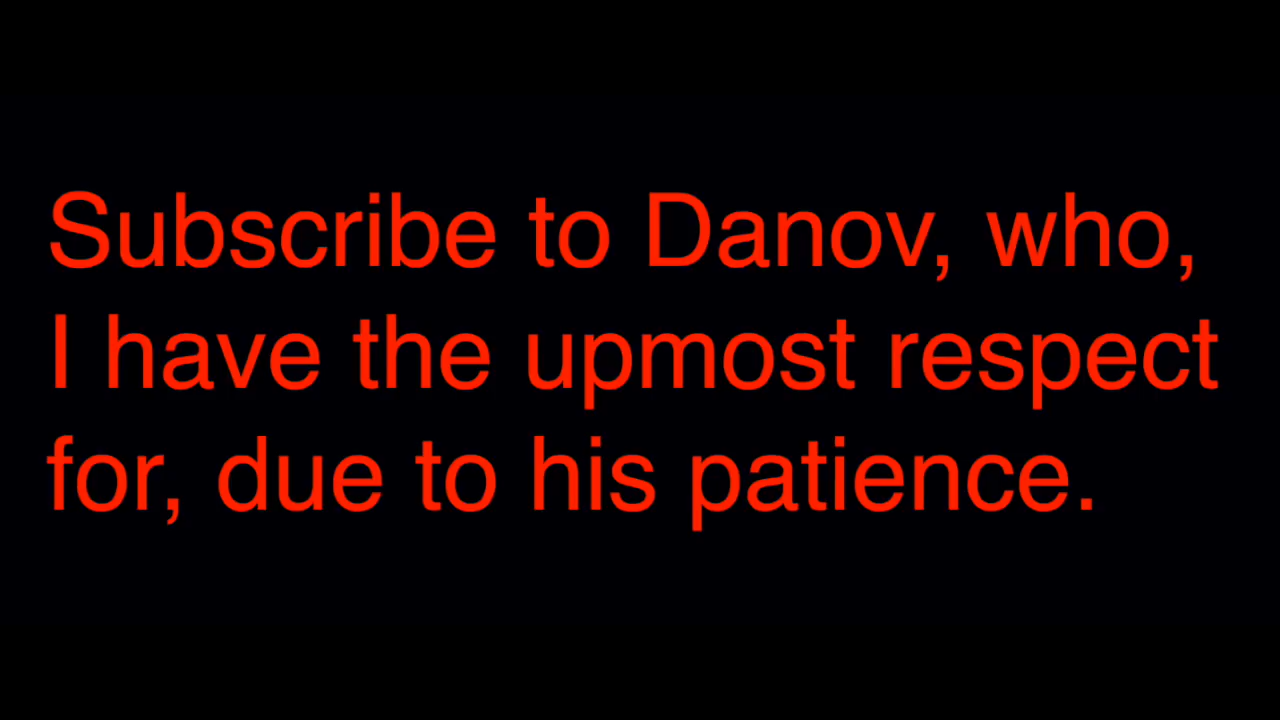 Subscribe to Danov, who,
I have the upmost respect
for, due to his patience.